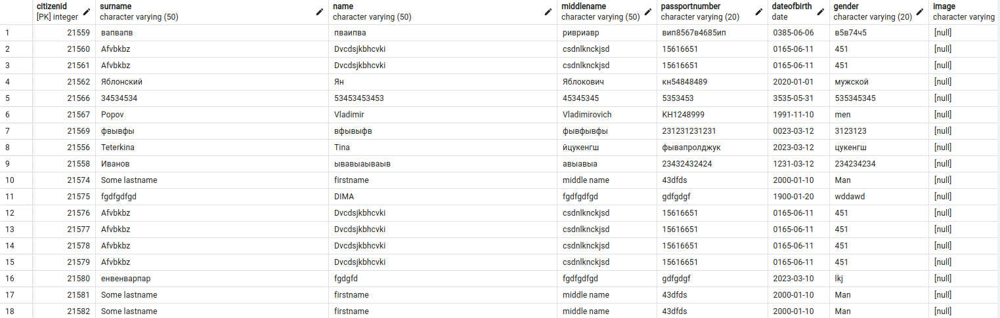 citizenid surname name middlename passportnumber dateofbirth gender image
[PK] integer character varying (50) character varying (50) character varying (50) character varying (20) date character varying (20) character varying
1 21559 вапвапв пваипва ривриавр вип8567в4685ип 0385-06-06 в5в74ч5 [null]
2 21560 Afvbkbz Dvcdsjkbhcvki csdnlknckjsd 15616651 0165-06-11 451 [null]
3 21561 Afvbkbz Dvcdsjkbhcvki csdnlknckjsd 15616651 0165-06-11 451 [null]
4 21562 Яблонский Ян Яблокович кн54848489 2020-01-01 мужской [null]
5 21566 34534534 53453453453 45345345 5353453 3535-05-31 535345345 [null]
6 21567 Popov Vladimir Vladimirovich KH1248999 1991-11-10 men [null]
7 21569 фвывфы вфывыфв фывфывфы 231231231231 0023-03-12 3123123 [null]
8 21556 Teterkina Tina йцукенгш фывапролджук 2023-03-12 цукенгш [null]
9 21558 Иванов ывавыаываыв авыавыа 23432432424 1231-03-12 234234234 [null]
10 21574 Some lastname firstname middle name 43dfds 2000-01-10 Man [null]
11 21575 fgdfgdfgd DIMA fgdfgdfgd gdfgdgf 1900-01-20 wddawd [null]
12 21576 Afvbkbz Dvcdsjkbhcvki csdnlknckjsd 15616651 0165-06-11 451 [null]
13 21577 Afvbkbz Dvcdsjkbhcvki csdnlknckjsd 15616651 0165-06-11 451 [null]
14 21578 Afvbkbz Dvcdsjkbhcvki csdnlknckjsd 15616651 0165-06-11 451 [null]
15 21579 Afvbkbz Dvcdsjkbhcvki csdnlknckjsd 15616651 0165-06-11 451 [null]
16 21580 енвенварпар fgdgfd fgdfgdfgd gdfgdgf 2023-03-10 lkj [null]
17 21581 Some lastname firstname middle name 43dfds 2000-01-10 Man [null]
18 21582 Some lastname firstname middle name 43dfds 2000-01-10 Man [null]